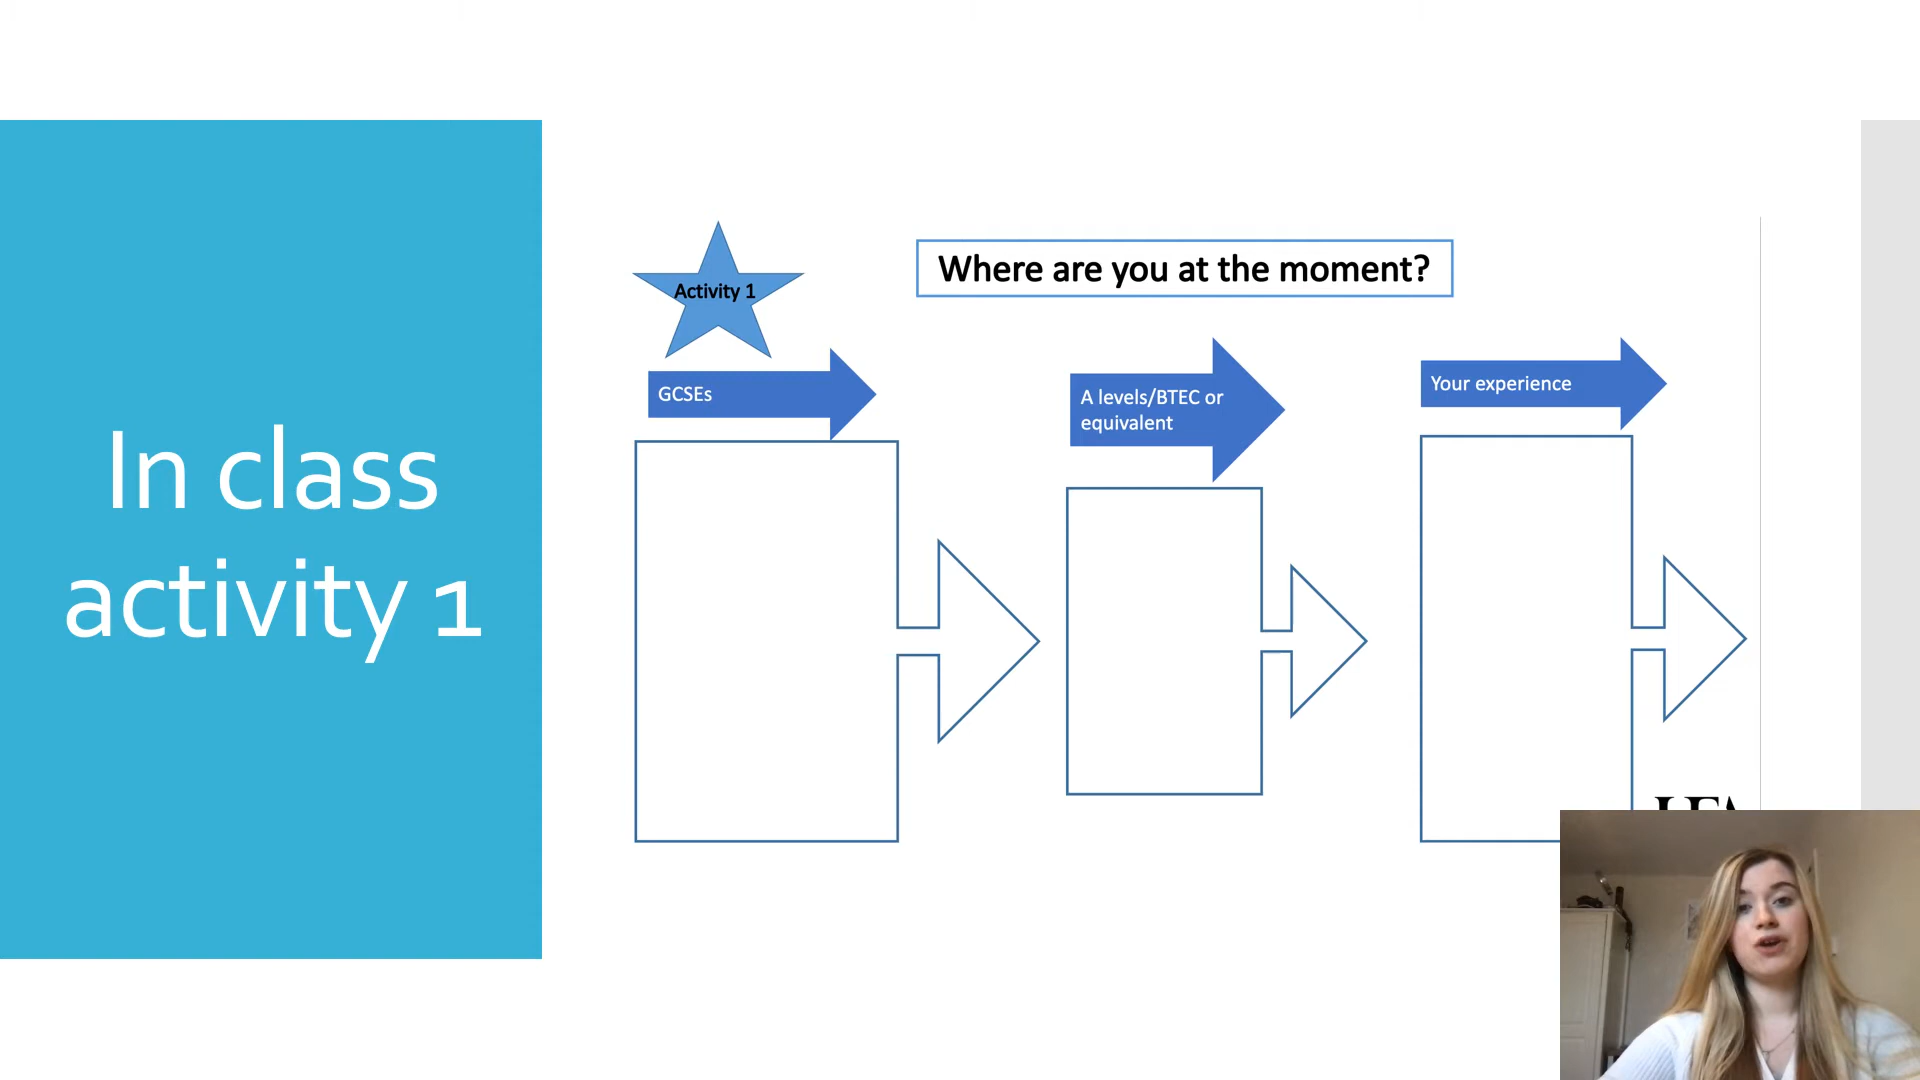 In class
activity 1
Activity 1
Where are you at the moment?
GCSEs
A levels/BTEC or
equivalent
Your experience